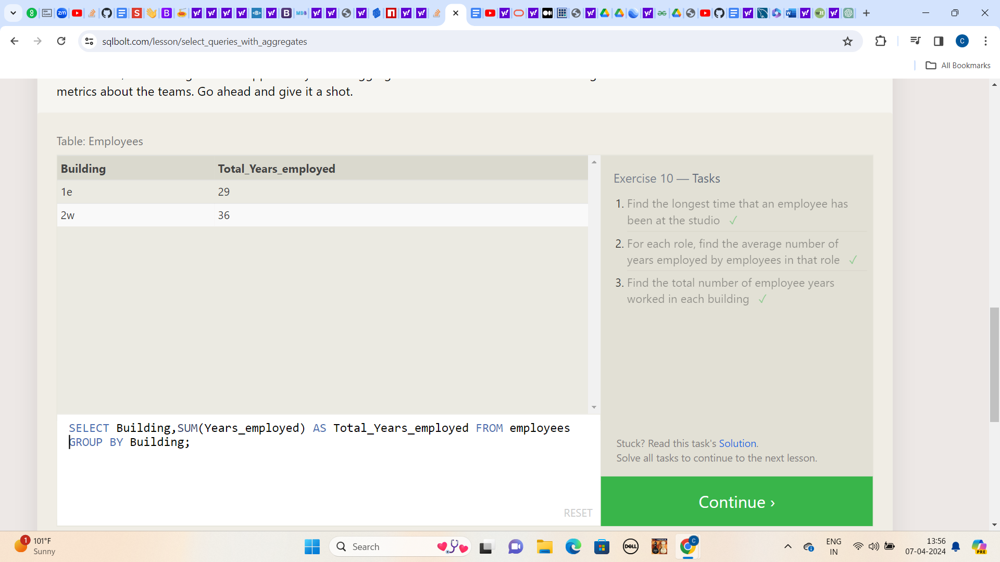 sqlbolt.com/lesson/select_queries_with_aggregates
All Bookmarks
metrics about the teams. Go ahead and give it a shot.
Table: Employees
Building Total_Years_employed
1e 29
2w 36
Exercise 10 — Tasks
1. Find the longest time that an employee has
been at the studio ✓
2. For each role, find the average number of
years employed by employees in that role ✓
3. Find the total number of employee years
worked in each building ✓
SELECT Building,SUM(Years_employed) AS Total_Years_employed FROM employees
GROUP BY Building;
RESET
Stuck? Read this task's Solution.
Solve all tasks to continue to the next lesson.
Continue ›
1
101°F
Sunny
Search
DELL
C
ENG
IN
13:56
07-04-2024
PRE